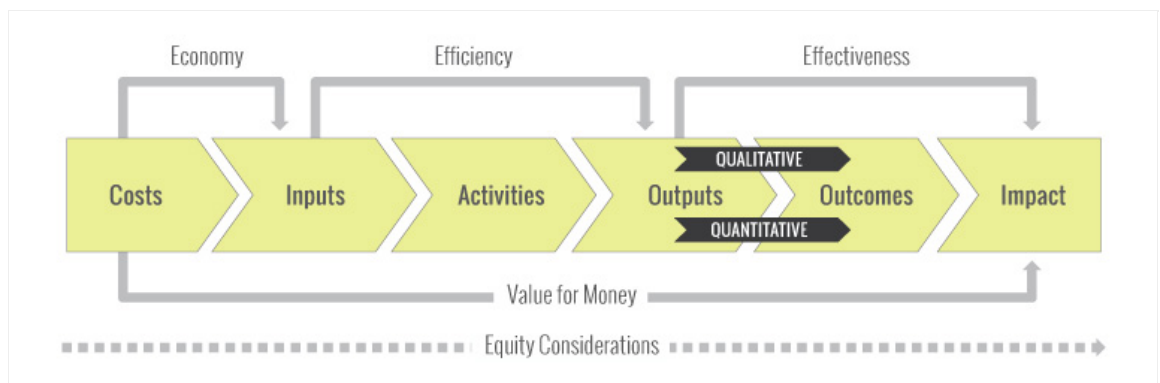 Economy
Efficiency
Effectiveness
QUALITATIVE
Costs
Inputs
Activities
Outputs
Outcomes
Impact
QUANTITATIVE
Value for Money
Equity Considerations